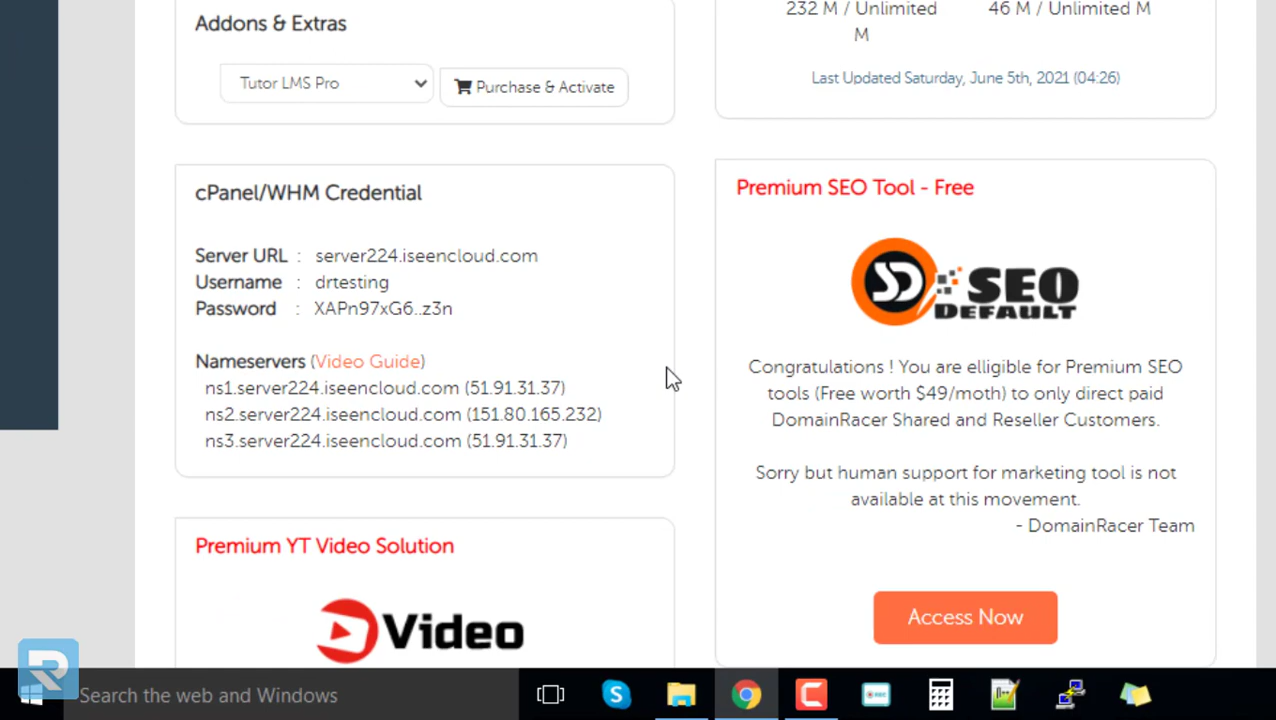 Addons & Extras
Tutor LMS Pro
Purchase & Activate
232 M / Unlimited
M
46 M / Unlimited M
Last Updated Saturday, June 5th, 2021 (04:26)
cPanel/WHM Credential
Server URL : server224.iseencloud.com
Username : drtesting
Password : XAPn97xG6..z3n
Nameservers (Video Guide)
ns1.server224.iseencloud.com (51.91.31.37)
ns2.server224.iseencloud.com (151.80.165.232)
ns3.server224.iseencloud.com (51.91.31.37)
Premium SEO Tool - Free
SD SEO
DEFAULT
Congratulations ! You are elligible for Premium SEO
tools (Free worth $49/moth) to only direct paid
DomainRacer Shared and Reseller Customers.
Sorry but human support for marketing tool is not
available at this movement.
- DomainRacer Team
Access Now
Premium YT Video Solution
Video
R
Search the web and Windows